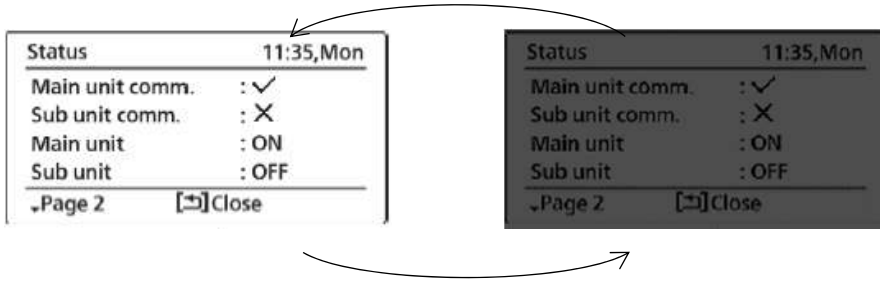 Status 11:35,Mon
Main unit comm. : ✓
Sub unit comm. : ✕
Main unit : ON
Sub unit : OFF
Page 2 [⮌]Close
Status 11:35,Mon
Main unit comm. : ✓
Sub unit comm. : ✕
Main unit : ON
Sub unit : OFF
Page 2 [⮌]Close